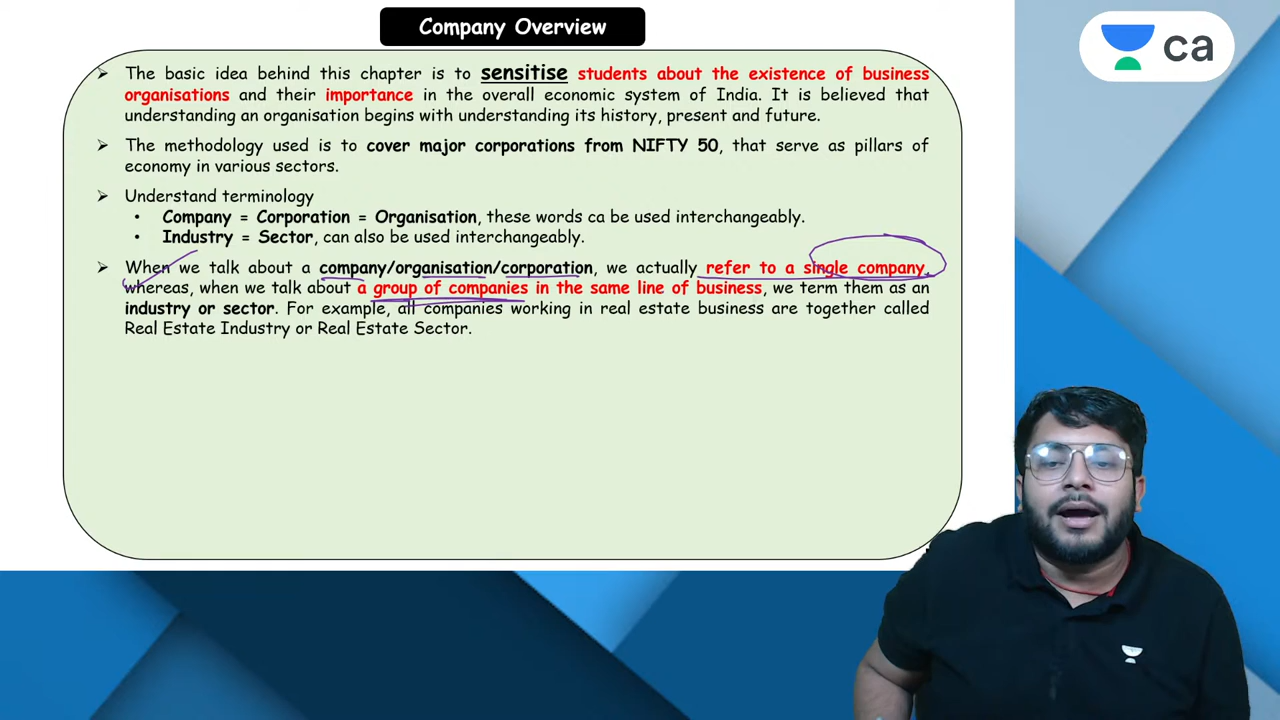 Company Overview
ca
➢ The basic idea behind this chapter is to sensitise students about the existence of business
organisations and their importance in the overall economic system of India. It is believed that
understanding an organisation begins with understanding its history, present and future.
➢ The methodology used is to cover major corporations from NIFTY 50, that serve as pillars of
economy in various sectors.
➢ Understand terminology
• Company = Corporation = Organisation, these words ca be used interchangeably.
• Industry = Sector, can also be used interchangeably.
➢ When we talk about a company/organisation/corporation, we actually refer to a single company,
whereas, when we talk about a group of companies in the same line of business, we term them as an
industry or sector. For example, all companies working in real estate business are together called
Real Estate Industry or Real Estate Sector.